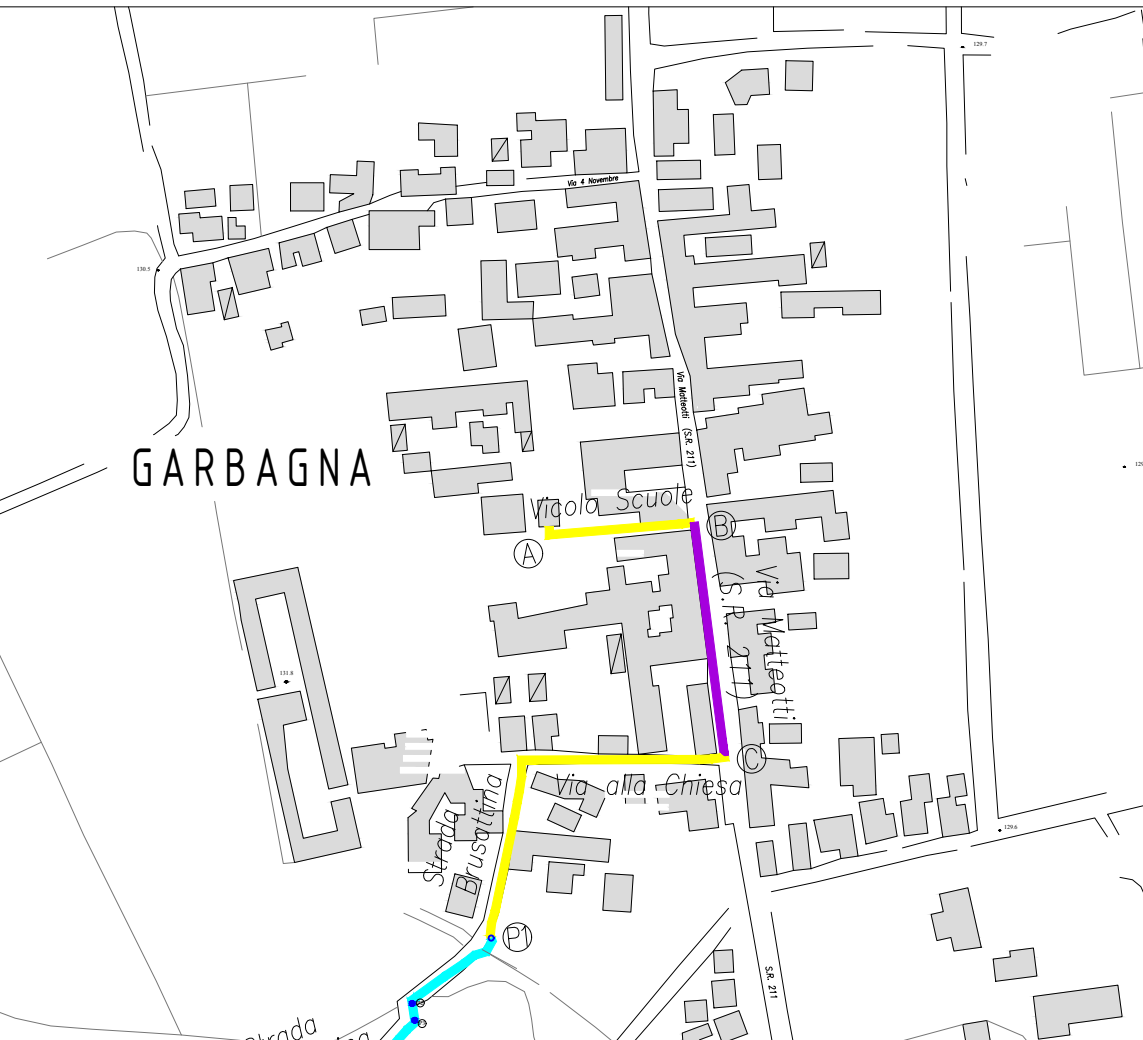 129.7
Via 4 Novembre
130.5
Via Matteotti (S.R. 211)
GARBAGNA
Vicolo Scuole
B
A
Via Matteotti
(S.R. 211)
131.8
C
Via alla Chiesa
Strada
Brusattina
129.6
P1
S.R. 211
Strada